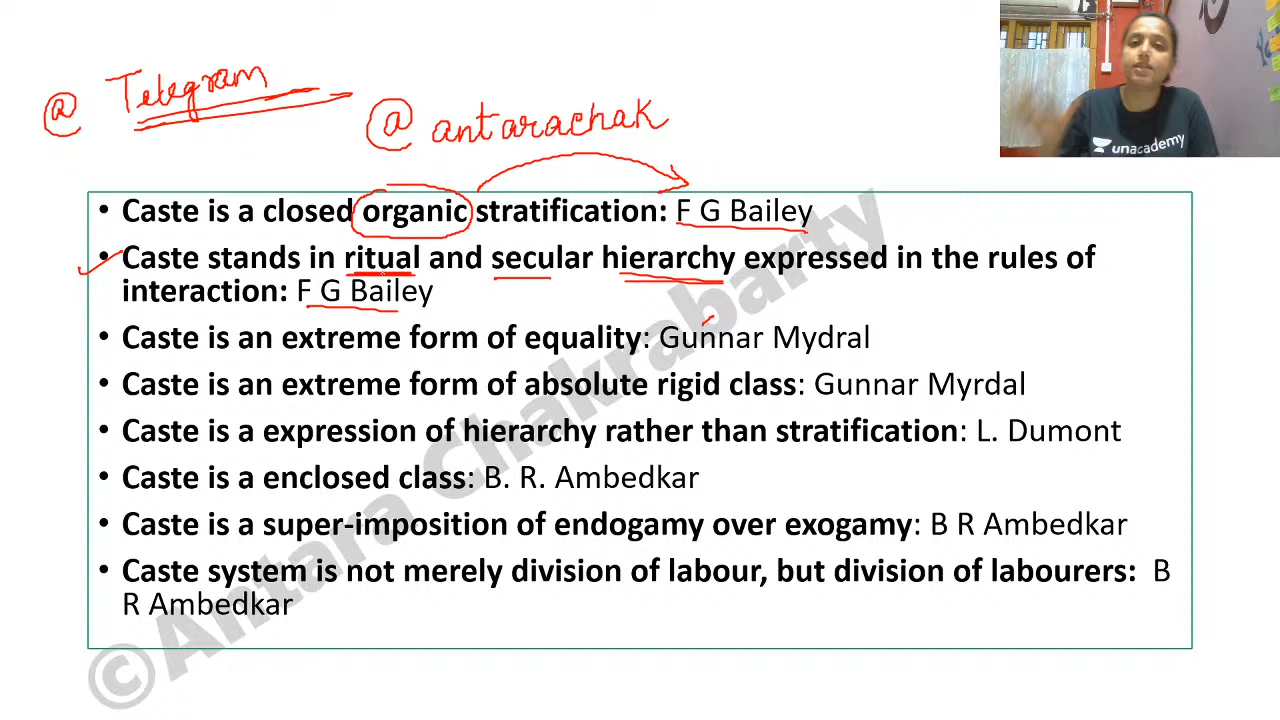 @ Telegram
@ antarachak
unacademy
• Caste is a closed organic stratification: F G Bailey
• Caste stands in ritual and secular hierarchy expressed in the rules of
interaction: F G Bailey
• Caste is an extreme form of equality: Gunnar Mydral
• Caste is an extreme form of absolute rigid class: Gunnar Myrdal
• Caste is a expression of hierarchy rather than stratification: L. Dumont
• Caste is a enclosed class: B. R. Ambedkar
• Caste is a super-imposition of endogamy over exogamy: B R Ambedkar
• Caste system is not merely division of labour, but division of labourers: B
R Ambedkar
©Antara Chakrabarty